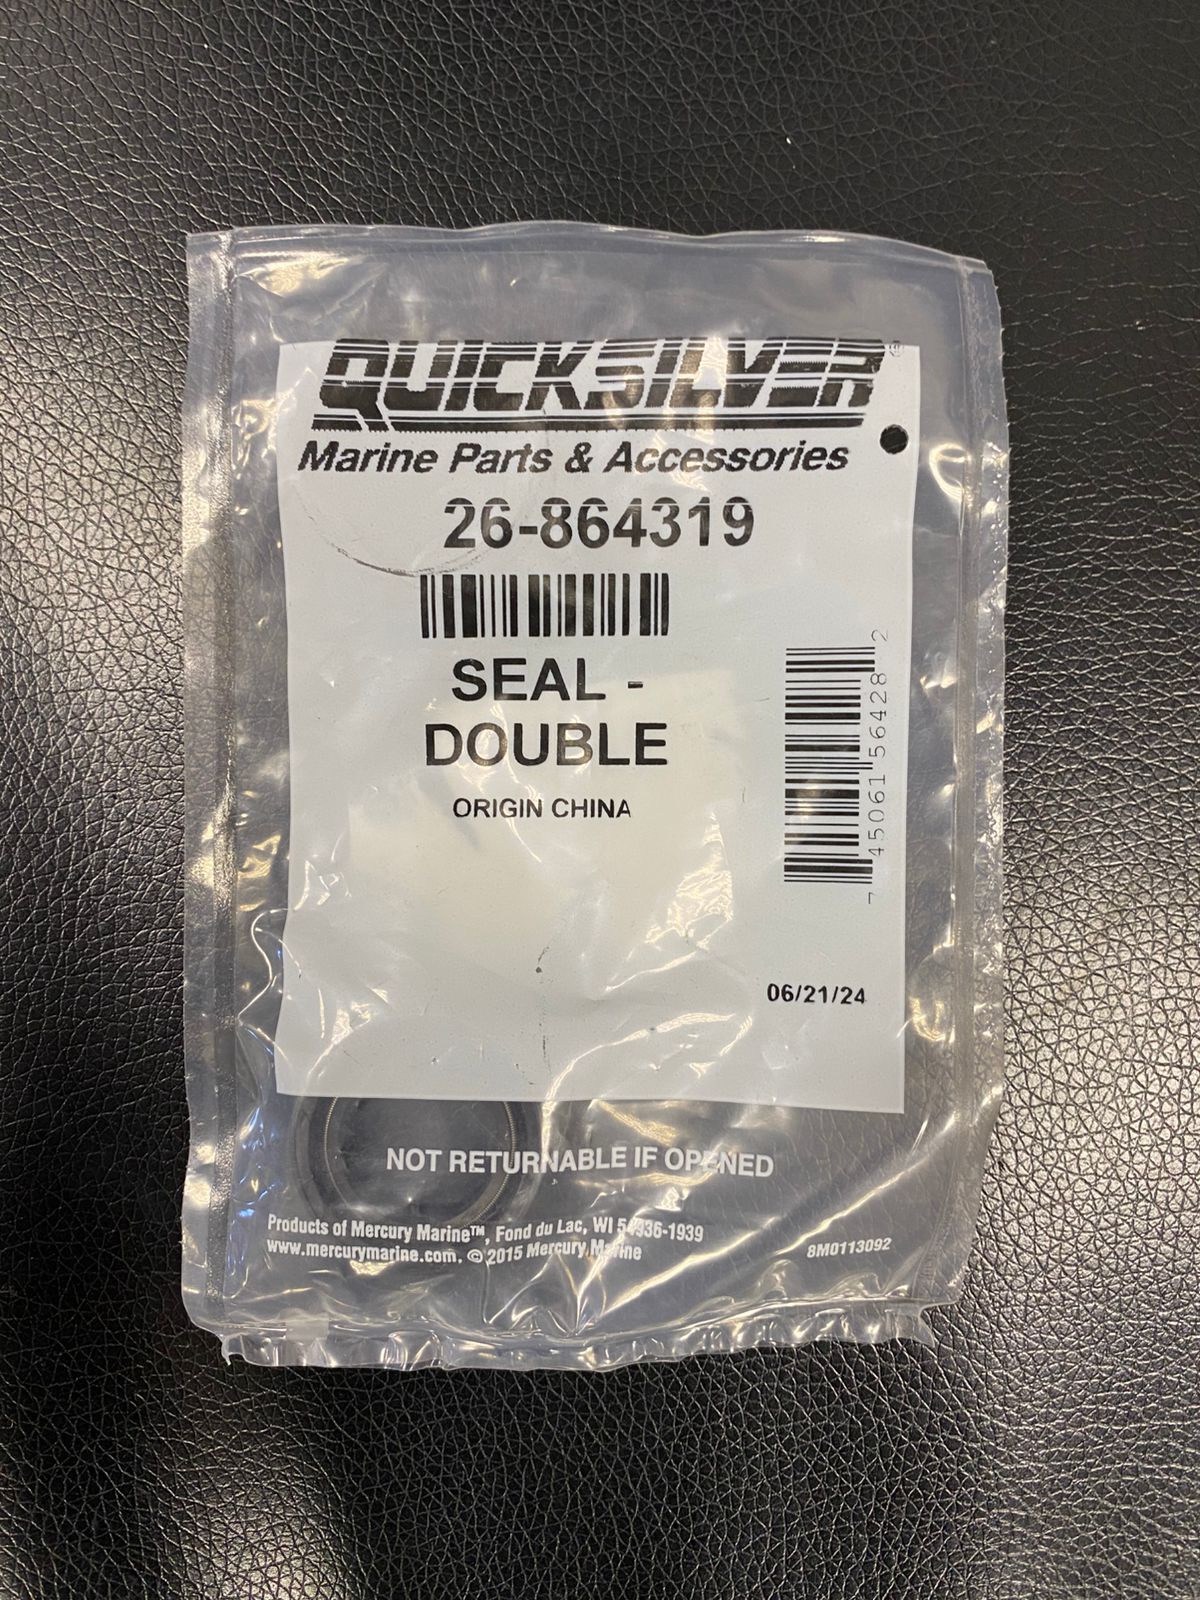 QUICKSILVER®
Marine Parts & Accessories
26-864319
SEAL -
DOUBLE
ORIGIN CHINA
7 45061 56428 2
06/21/24
NOT RETURNABLE IF OPENED
Products of Mercury Marine™, Fond du Lac, WI 54936-1939
www.mercurymarine.com. © 2015 Mercury Marine
8M0113092